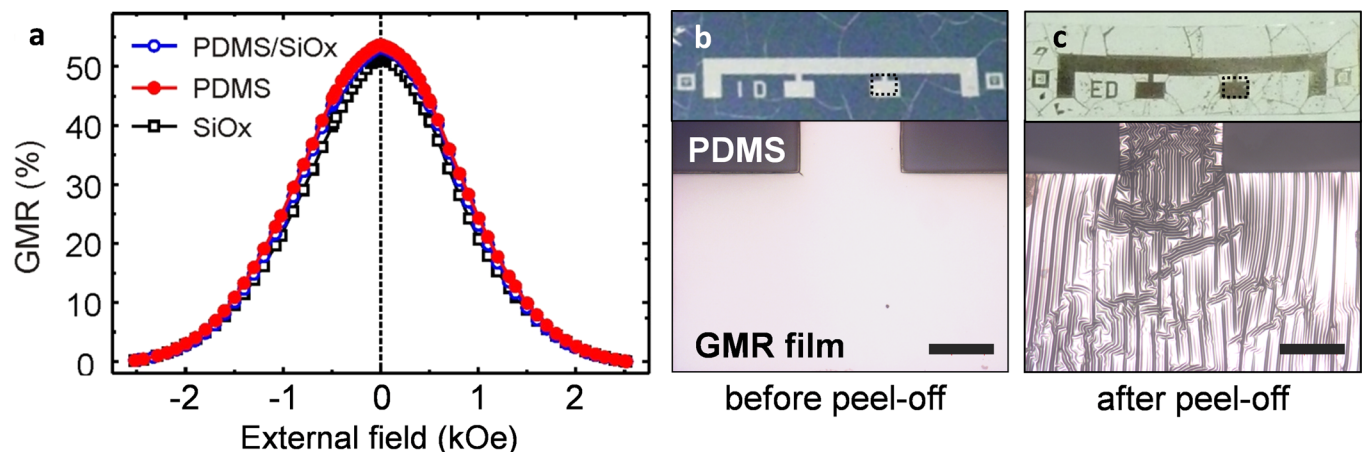 a
PDMS/SiOx
PDMS
SiOx
GMR (%)
50
40
30
20
10
0
-2
-1
0
1
2
External field (kOe)
b
ID
PDMS
GMR film
before peel-off
c
ED
after peel-off